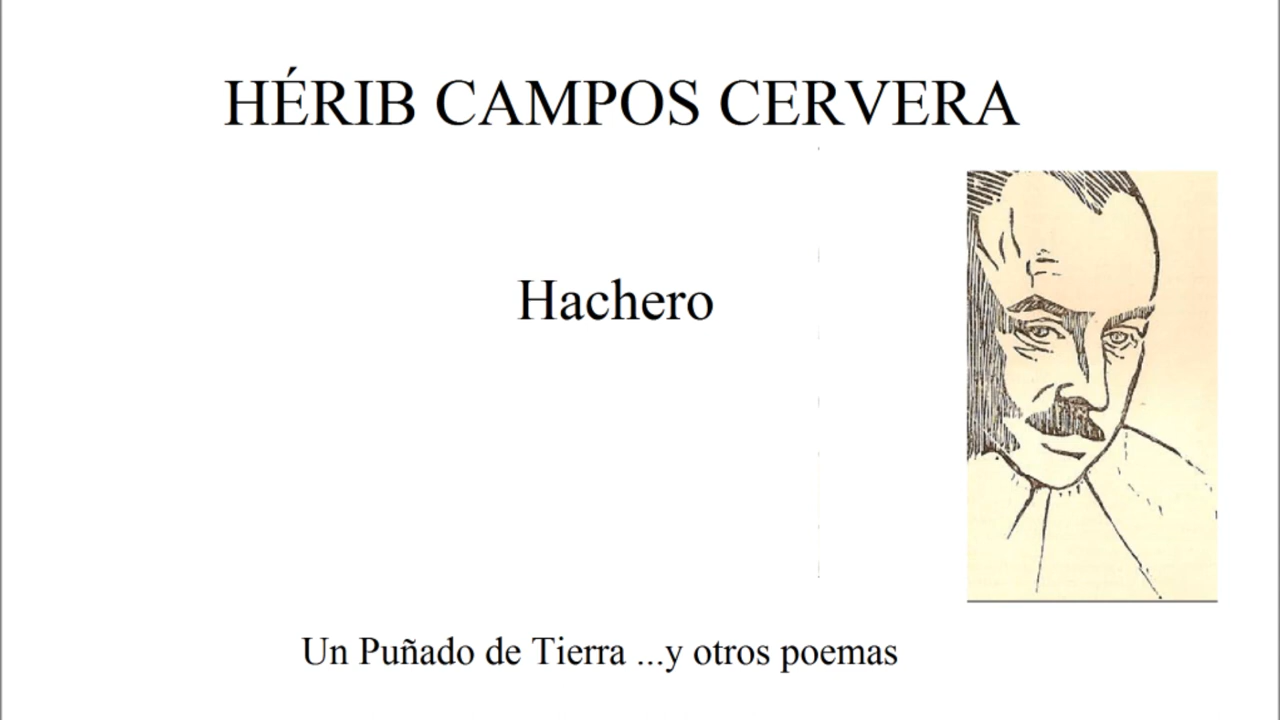 HÉRIB CAMPOS CERVERA
Hachero
Un Puñado de Tierra ...y otros poemas